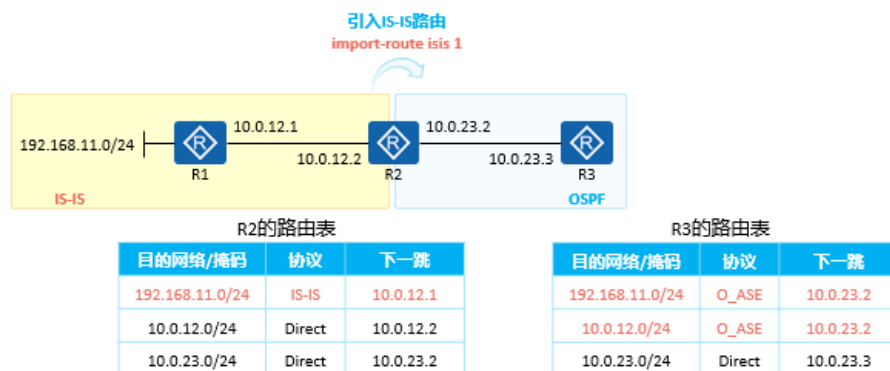 引入IS-IS路由
import-route isis 1
192.168.11.0/24
10.0.12.1
10.0.12.2
10.0.23.2
10.0.23.3
R
R
R
R1
R2
R3
IS-IS
OSPF
R2的路由表
目的网络/掩码 协议 下一跳
192.168.11.0/24 IS-IS 10.0.12.1
10.0.12.0/24 Direct 10.0.12.2
10.0.23.0/24 Direct 10.0.23.2
R3的路由表
目的网络/掩码 协议 下一跳
192.168.11.0/24 O_ASE 10.0.23.2
10.0.12.0/24 O_ASE 10.0.23.2
10.0.23.0/24 Direct 10.0.23.3